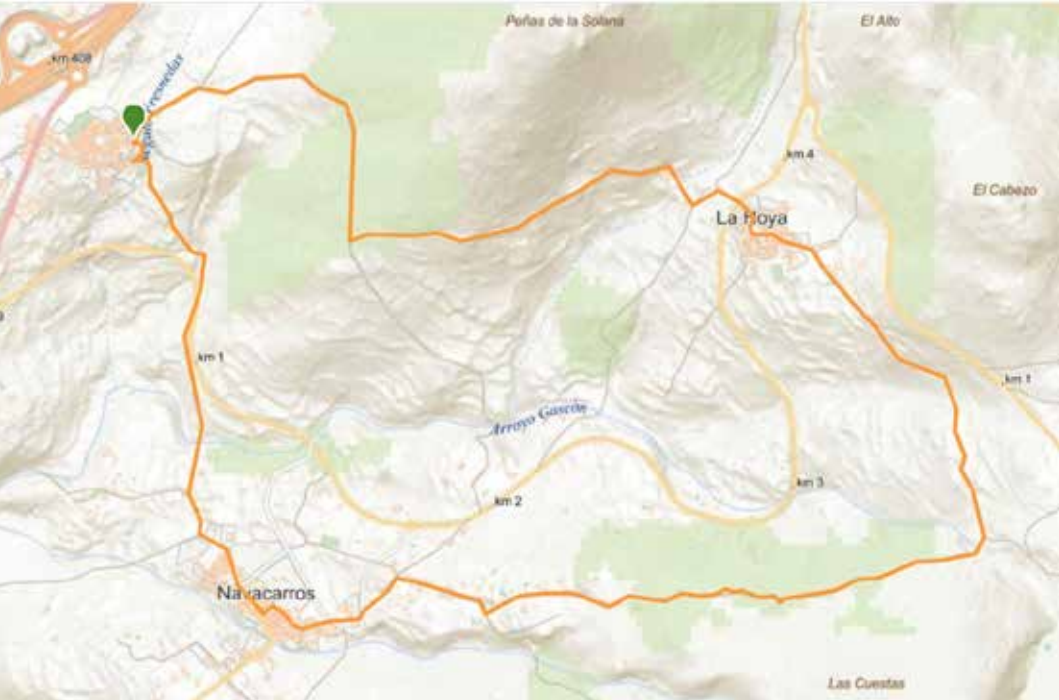 Peñas de la Solana
El Alto
km 408
km 4
El Cabezo
La Hoya
km 1
km 1
Arroyo Gascón
km 3
km 2
Navacarros
Las Cuestas